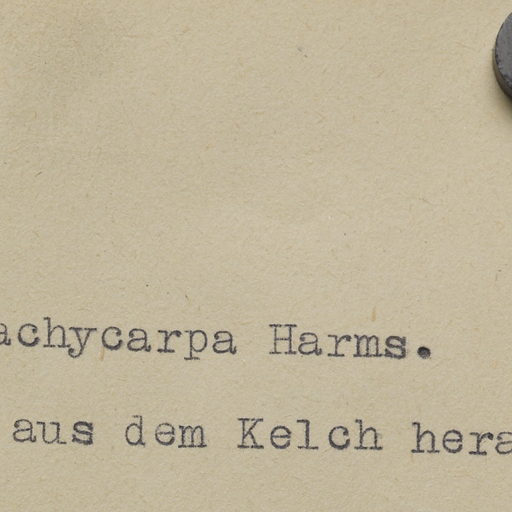 achycarpa Harms.
aus dem Kelch hera